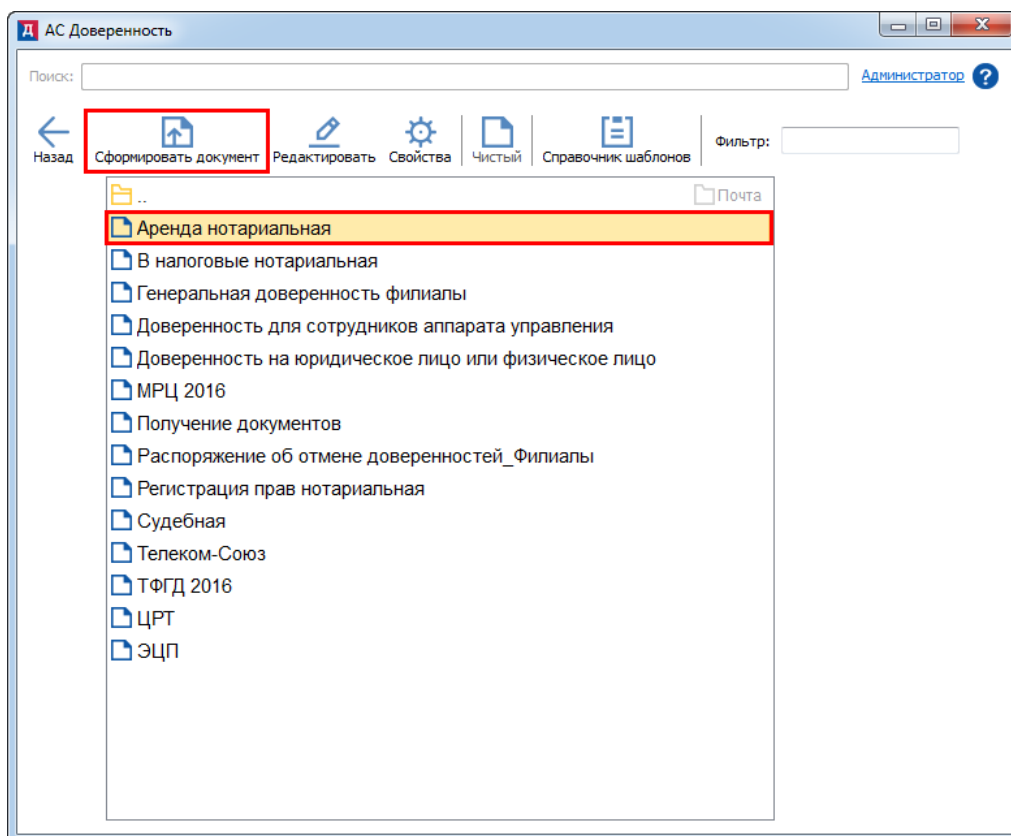 Д АС Доверенность
Поиск: Администратор ?
Назад Сформировать документ Редактировать Свойства Чистый Справочник шаблонов Фильтр:
.. Почта
Аренда нотариальная
В налоговые нотариальная
Генеральная доверенность филиалы
Доверенность для сотрудников аппарата управления
Доверенность на юридическое лицо или физическое лицо
МРЦ 2016
Получение документов
Распоряжение об отмене доверенностей_Филиалы
Регистрация прав нотариальная
Судебная
Телеком-Союз
ТФГД 2016
ЦРТ
ЭЦП